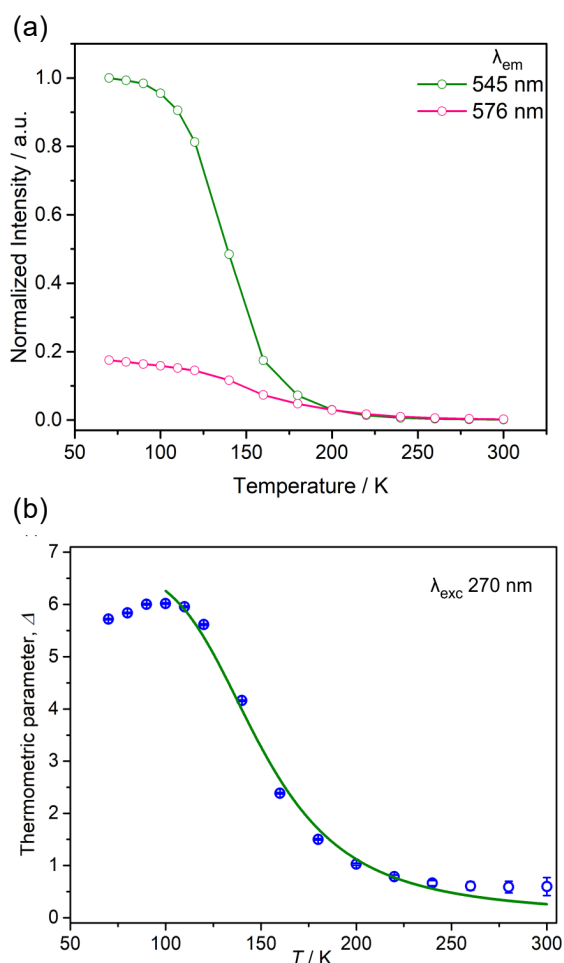 (a)
λem
545 nm
576 nm
Normalized Intensity / a.u.
1.0
0.8
0.6
0.4
0.2
0.0
50 100 150 200 250 300
Temperature / K
(b)
λexc 270 nm
Thermometric parameter, Δ
7
6
5
4
3
2
1
0
50 100 150 200 250 300
T / K